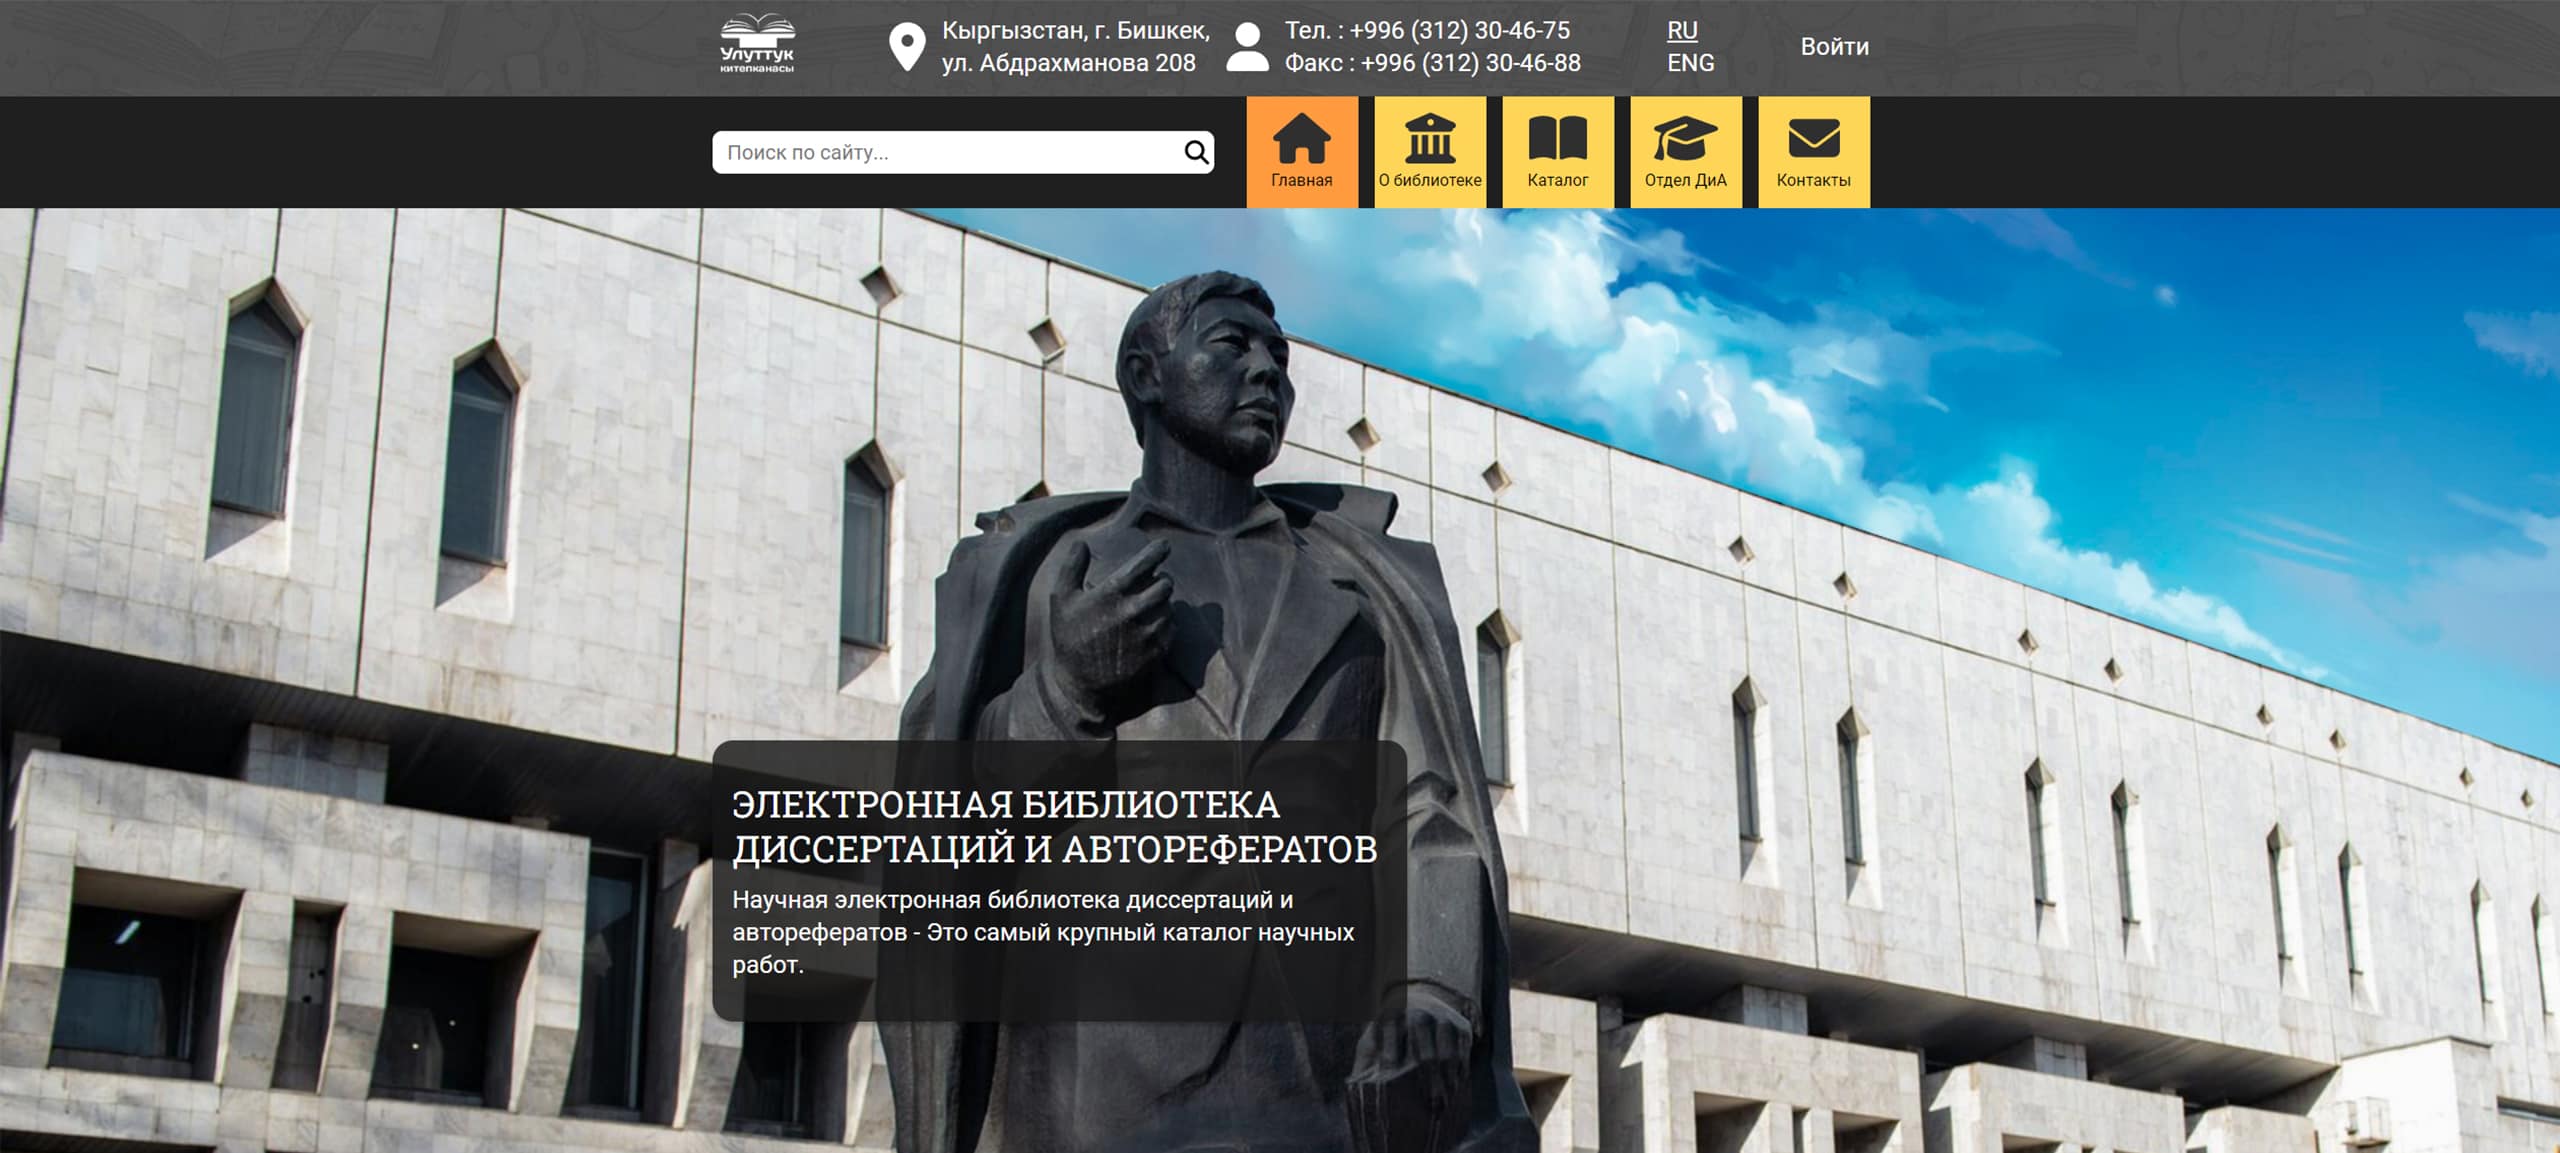 Улуттук
китепканасы
Кыргызстан, г. Бишкек,
ул. Абдрахманова 208
Тел. : +996 (312) 30-46-75
Факс : +996 (312) 30-46-88
RU
ENG
Войти
Поиск по сайту...
Главная
О библиотеке
Каталог
Отдел ДиА
Контакты
ЭЛЕКТРОННАЯ БИБЛИОТЕКА
ДИССЕРТАЦИЙ И АВТОРЕФЕРАТОВ
Научная электронная библиотека диссертаций и
авторефератов - Это самый крупный каталог научных
работ.